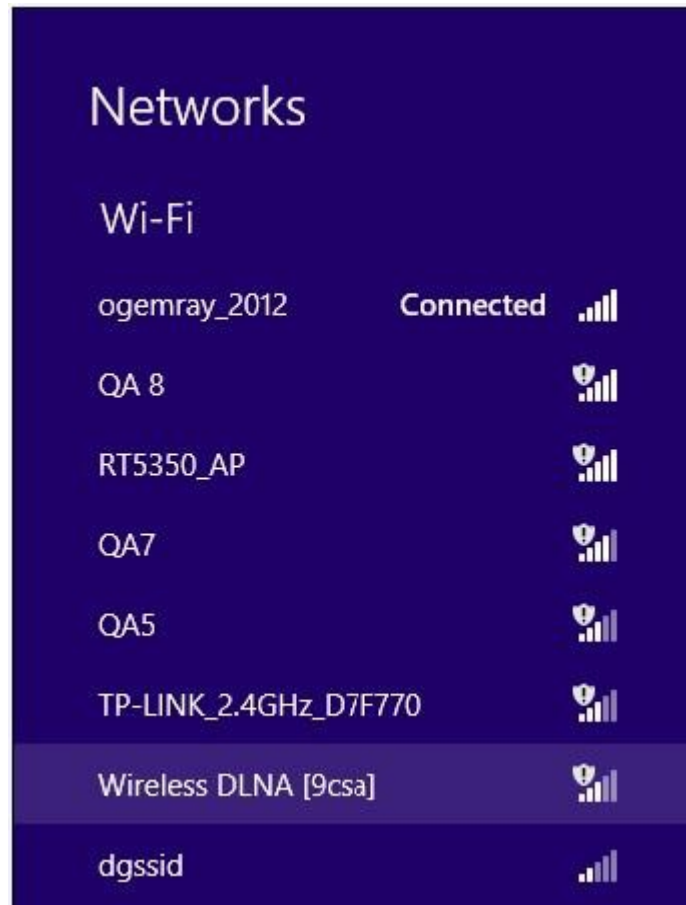 Networks
Wi-Fi
ogemray_2012 Connected
QA 8
RT5350_AP
QA7
QA5
TP-LINK_2.4GHz_D7F770
Wireless DLNA [9csa]
dgssid